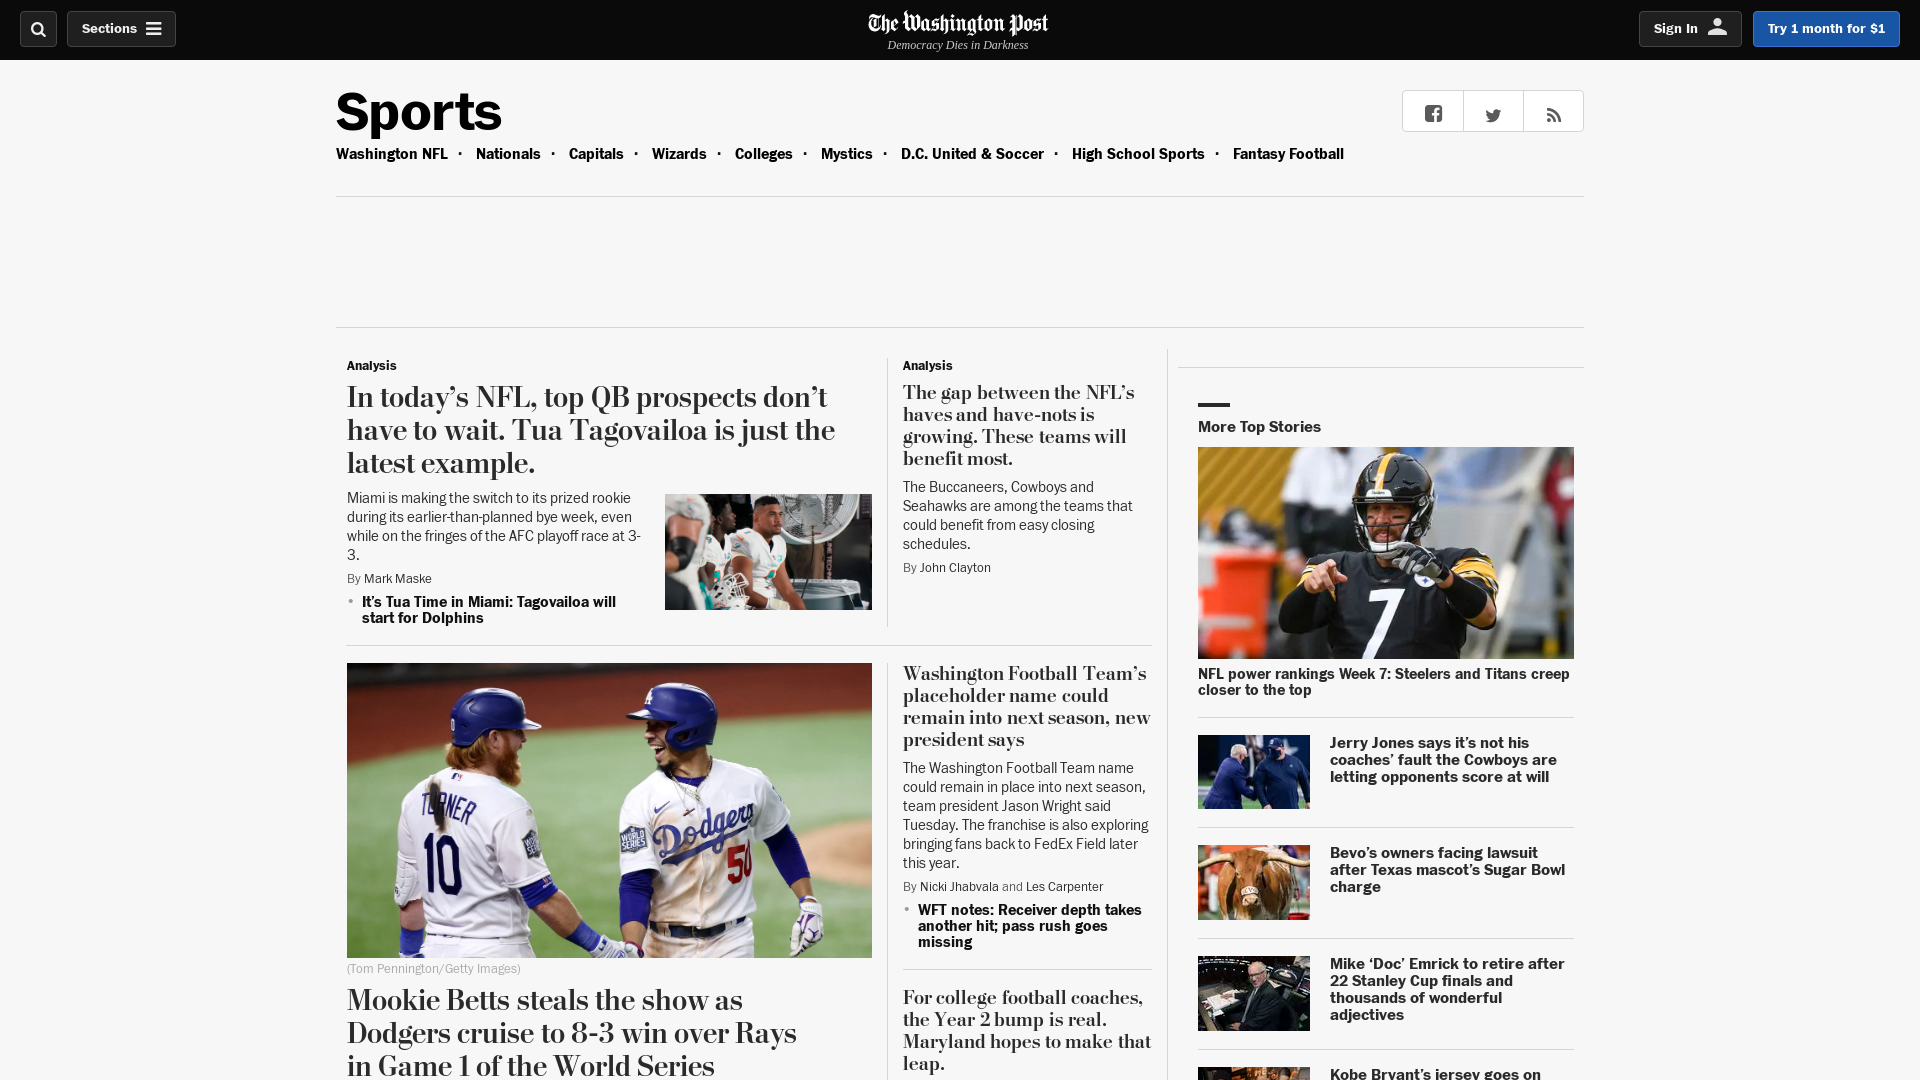 Sections
The Washington Post
Democracy Dies in Darkness
Sign In
Try 1 month for $1
Sports
Washington NFL · Nationals · Capitals · Wizards · Colleges · Mystics · D.C. United & Soccer · High School Sports · Fantasy Football
Analysis
In today’s NFL, top QB prospects don’t
have to wait. Tua Tagovailoa is just the
latest example.
Miami is making the switch to its prized rookie
during its earlier-than-planned bye week, even
while on the fringes of the AFC playoff race at 3-
3.
By Mark Maske
• It’s Tua Time in Miami: Tagovailoa will
start for Dolphins
Analysis
The gap between the NFL’s
haves and have-nots is
growing. These teams will
benefit most.
The Buccaneers, Cowboys and
Seahawks are among the teams that
could benefit from easy closing
schedules.
By John Clayton
TURNER
10
WORLD
SERIES
Dodgers
50
(Tom Pennington/Getty Images)
Mookie Betts steals the show as
Dodgers cruise to 8-3 win over Rays
in Game 1 of the World Series
Washington Football Team’s
placeholder name could
remain into next season, new
president says
The Washington Football Team name
could remain in place into next season,
team president Jason Wright said
Tuesday. The franchise is also exploring
bringing fans back to FedEx Field later
this year.
By Nicki Jhabvala and Les Carpenter
• WFT notes: Receiver depth takes
another hit; pass rush goes
missing
For college football coaches,
the Year 2 bump is real.
Maryland hopes to make that
leap.
More Top Stories
7
NFL power rankings Week 7: Steelers and Titans creep
closer to the top
Jerry Jones says it’s not his
coaches’ fault the Cowboys are
letting opponents score at will
Bevo’s owners facing lawsuit
after Texas mascot’s Sugar Bowl
charge
Mike ‘Doc’ Emrick to retire after
22 Stanley Cup finals and
thousands of wonderful
adjectives
Kobe Bryant’s jersey goes on